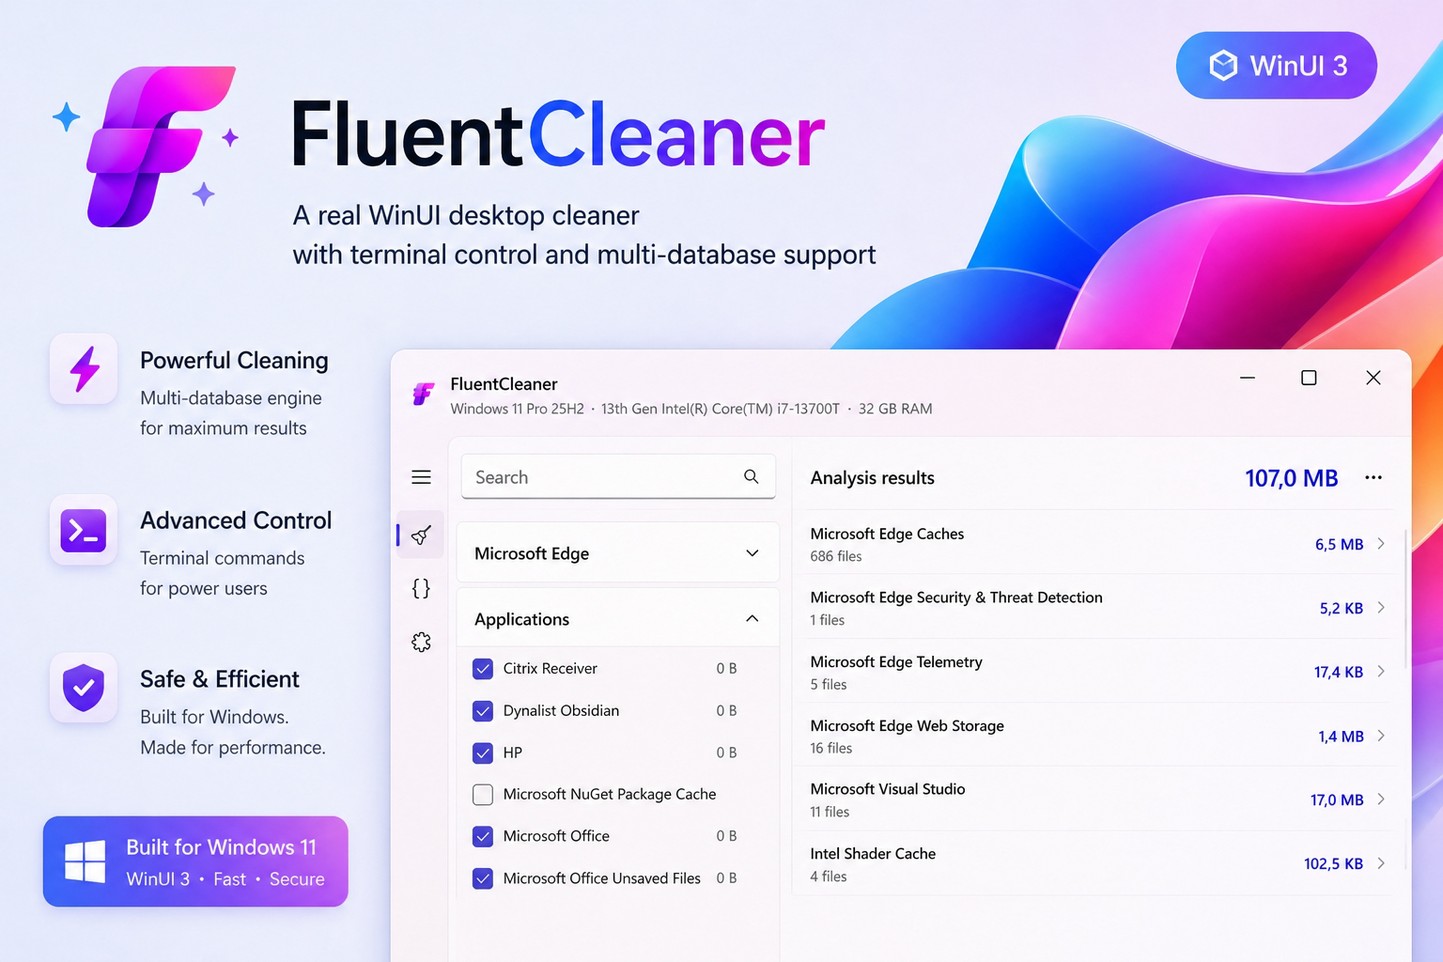 WinUI 3
FluentCleaner
A real WinUI desktop cleaner
with terminal control and multi-database support
Powerful Cleaning
Multi-database engine
for maximum results
Advanced Control
Terminal commands
for power users
Safe & Efficient
Built for Windows.
Made for performance.
Built for Windows 11
WinUI 3 • Fast • Secure
FluentCleaner
Windows 11 Pro 25H2 · 13th Gen Intel(R) Core(TM) i7-13700T · 32 GB RAM
Search
Microsoft Edge
Applications
Citrix Receiver 0 B
Dynalist Obsidian 0 B
HP 0 B
Microsoft NuGet Package Cache
Microsoft Office 0 B
Microsoft Office Unsaved Files 0 B
Analysis results 107,0 MB
Microsoft Edge Caches
686 files
6,5 MB
Microsoft Edge Security & Threat Detection
1 files
5,2 KB
Microsoft Edge Telemetry
5 files
17,4 KB
Microsoft Edge Web Storage
16 files
1,4 MB
Microsoft Visual Studio
11 files
17,0 MB
Intel Shader Cache
4 files
102,5 KB